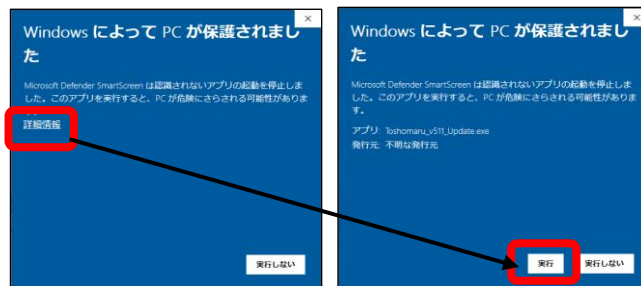 Windows によって PC が保護されまし
た
Microsoft Defender SmartScreen は認識されないアプリの起動を停止しま
した。このアプリを実行すると、PC が危険にさらされる可能性がありま
詳細情報
実行しない
Windows によって PC が保護されまし
た
Microsoft Defender SmartScreen は認識されないアプリの起動を停止しま
した。このアプリを実行すると、PC が危険にさらされる可能性がありま
す。
アプリ: Toshomaru_v511_Update.exe
発行元: 不明な発行元
実行
実行しない